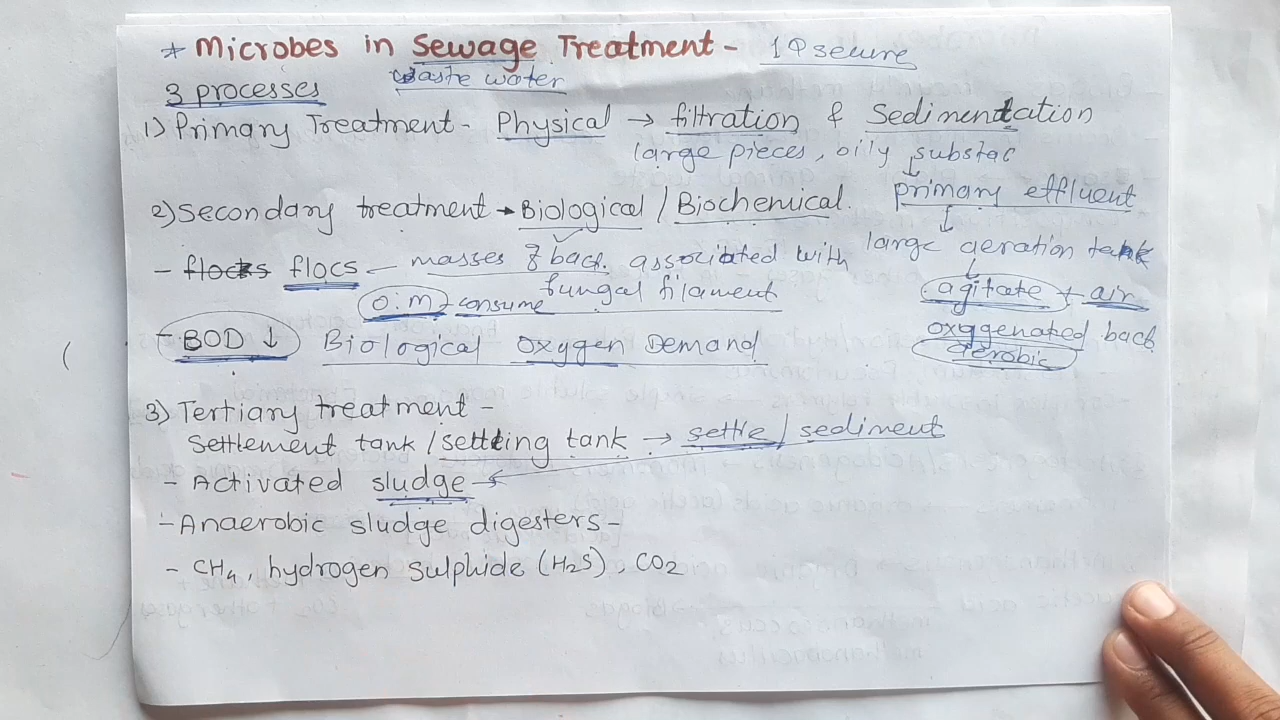 * Microbes in Sewage Treatment - 1Q secure
waste water
3 processes
1) Primary Treatment - Physical → filtration & Sedimentation
large pieces, oily substac
↓
primary effluent
↓
2) Secondary treatment → Biological / Biochemical.
large aeration tank
- flocs – masses of bact. associated with
fungal filament
agitate + air
O.m - consume
oxygenated bact.
aerobic
- BOD ↓ Biological Oxygen Demand
3) Tertiary treatment -
Settlement tank / settling tank → settle / sediment
- Activated sludge
- Anaerobic sludge digesters -
- CH4, hydrogen sulphide (H2S), CO2